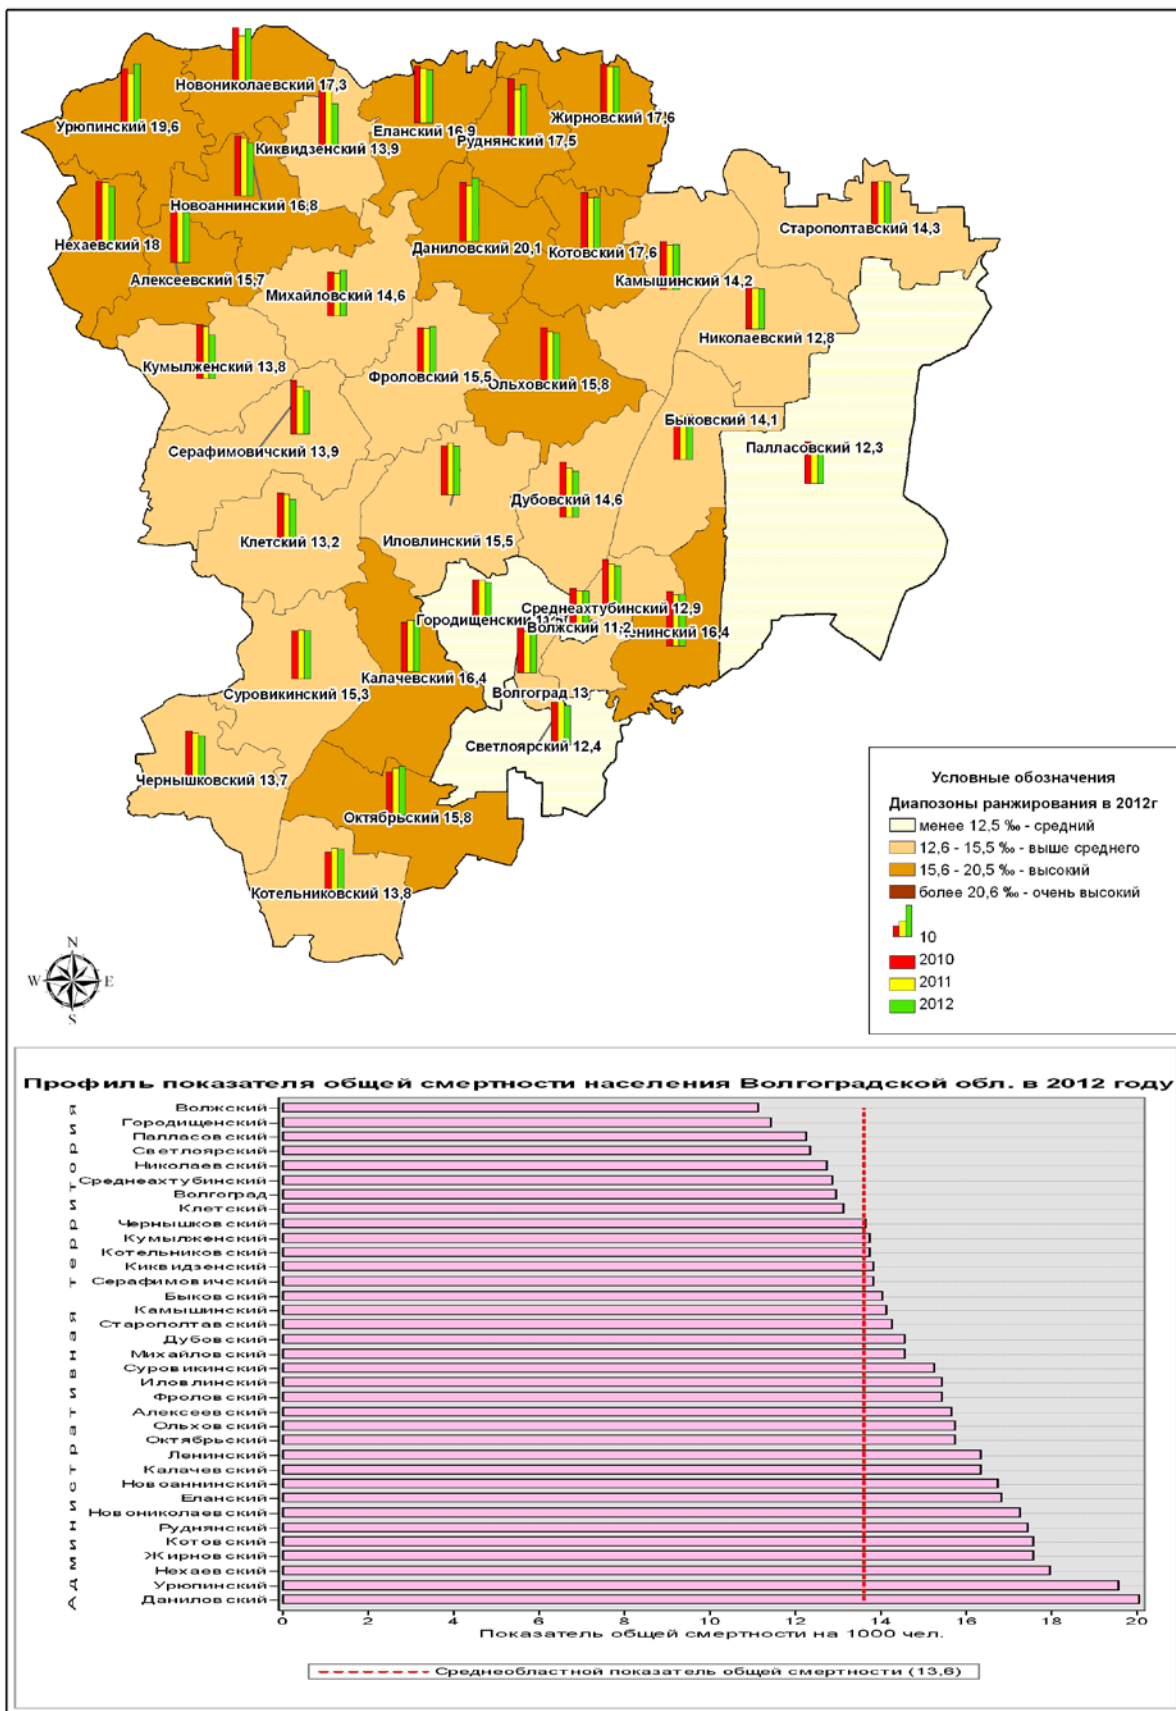 Новониколаевский 17,3
Урюпинский 19,6
Киквидзенский 13,9
Еланский 16,9
Руднянский 17,5
Жирновский 17,6
Новоаннинский 16,8
Нехаевский 18
Алексеевский 15,7
Даниловский 20,1
Котовский 17,6
Старополтавский 14,3
Михайловский 14,6
Камышинский 14,2
Николаевский 12,8
Кумылженский 13,8
Фроловский 15,5
Ольховский 15,8
Серафимовичский 13,9
Быковский 14,1
Палласовский 12,3
Дубовский 14,6
Клетский 13,2
Иловлинский 15,5
Среднеахтубинский 12,9
Городищенский
Волжский 11,2
Ленинский 16,4
Калачевский 16,4
Суровикинский 15,3
Волгоград 13
Светлоярский 12,4
Чернышковский 13,7
Октябрьский 15,8
Котельниковский 13,8
N
W E
S
Условные обозначения
Диапозоны ранжирования в 2012г
менее 12,5 ‰ - средний
12,6 - 15,5 ‰ - выше среднего
15,6 - 20,5 ‰ - высокий
более 20,6 ‰ - очень высокий
10
2010
2011
2012
Профиль показателя общей смертности населения Волгоградской обл. в 2012 году
Административная территория
Волжский
Городищенский
Палласовский
Светлоярский
Николаевский
Среднеахтубинский
Волгоград
Клетский
Чернышковский
Кумылженский
Котельниковский
Киквидзенский
Серафимовичский
Быковский
Камышинский
Старополтавский
Дубовский
Михайловский
Суровикинский
Иловлинский
Фроловский
Алексеевский
Ольховский
Октябрьский
Ленинский
Калачевский
Новоаннинский
Еланский
Новониколаевский
Руднянский
Котовский
Жирновский
Нехаевский
Урюпинский
Даниловский
0 2 4 6 8 10 12 14 16 18 20
Показатель общей смертности на 1000 чел.
Среднеобластной показатель общей смертности (13,6)